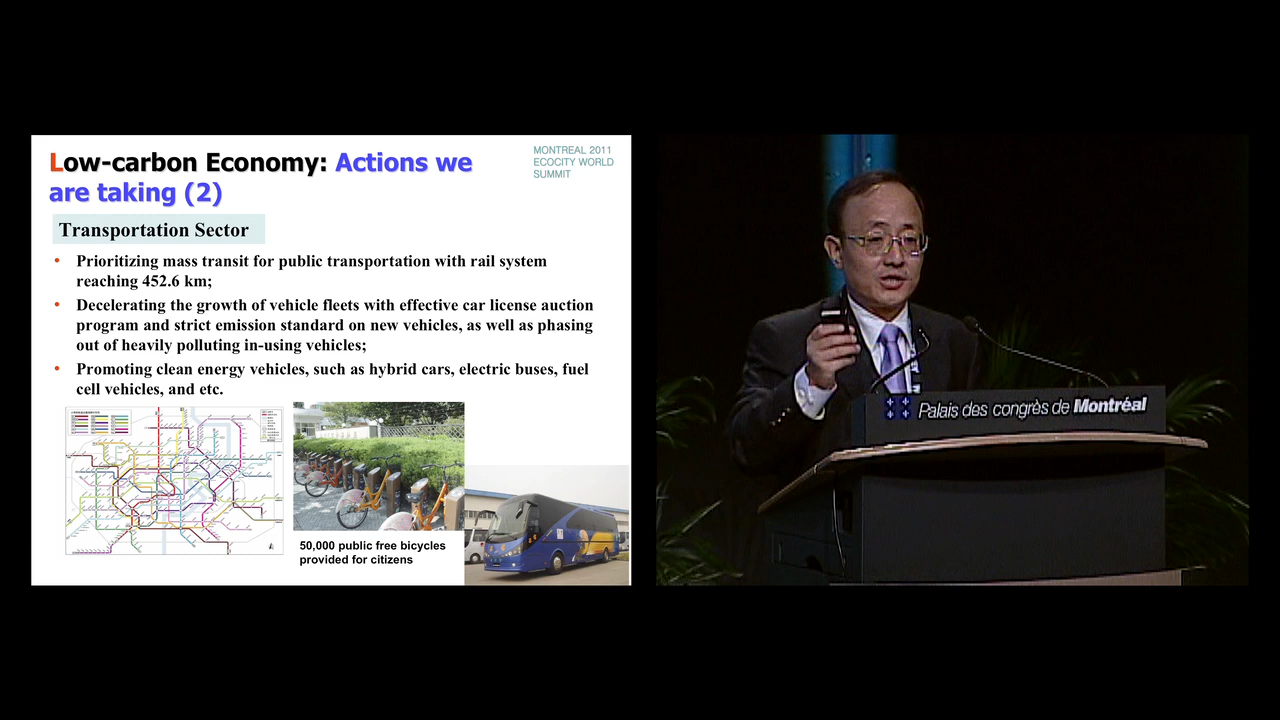 Low-carbon Economy: Actions we
are taking (2)
MONTREAL 2011
ECOCITY WORLD
SUMMIT
Transportation Sector
• Prioritizing mass transit for public transportation with rail system
reaching 452.6 km;
• Decelerating the growth of vehicle fleets with effective car license auction
program and strict emission standard on new vehicles, as well as phasing
out of heavily polluting in-using vehicles;
• Promoting clean energy vehicles, such as hybrid cars, electric buses, fuel
cell vehicles, and etc.
50,000 public free bicycles
provided for citizens
Palais des congrès de Montréal